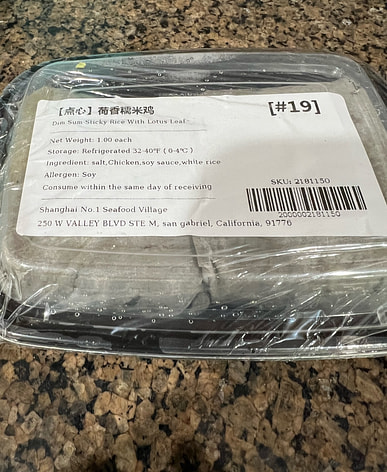 【点心】荷香糯米鸡
[#19]
Dim Sum-Sticky Rice With Lotus Leaf
Net Weight: 1.00 each
Storage: Refrigerated 32-40°F ( 0-4°C )
Ingredient: salt,Chicken,soy sauce,white rice
Allergen: Soy
Consume within the same day of receiving
SKU: 2181150
2000002181150
Shanghai No.1 Seafood Village
250 W VALLEY BLVD STE M, san gabriel, California, 91776